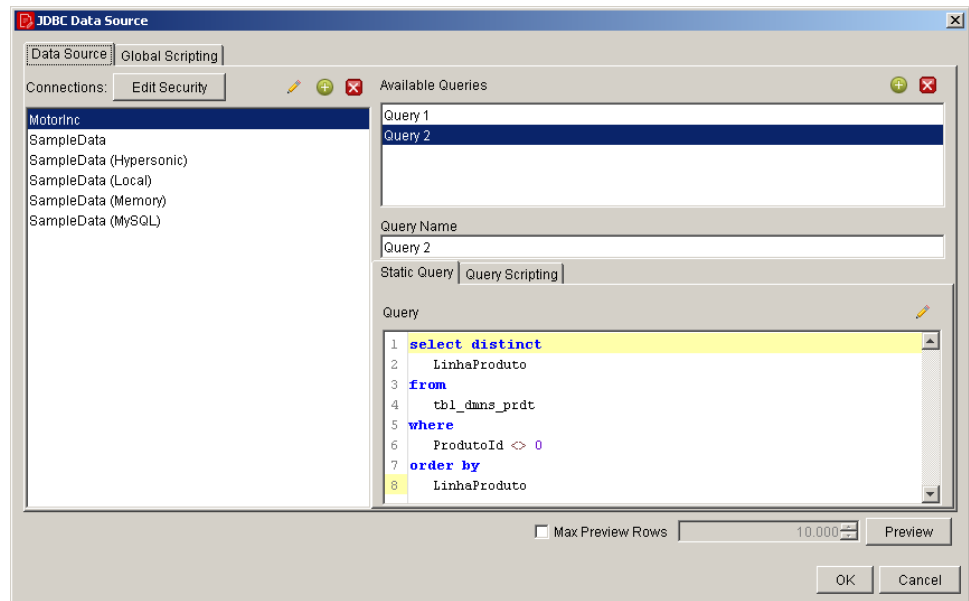 JDBC Data Source
Data Source Global Scripting
Connections: Edit Security
MotorInc
SampleData
SampleData (Hypersonic)
SampleData (Local)
SampleData (Memory)
SampleData (MySQL)
Available Queries
Query 1
Query 2
Query Name
Query 2
Static Query Query Scripting
Query
1 select distinct
2 LinhaProduto
3 from
4 tbl_dmns_prdt
5 where
6 ProdutoId <> 0
7 order by
8 LinhaProduto
Max Preview Rows 10.000 Preview
OK Cancel